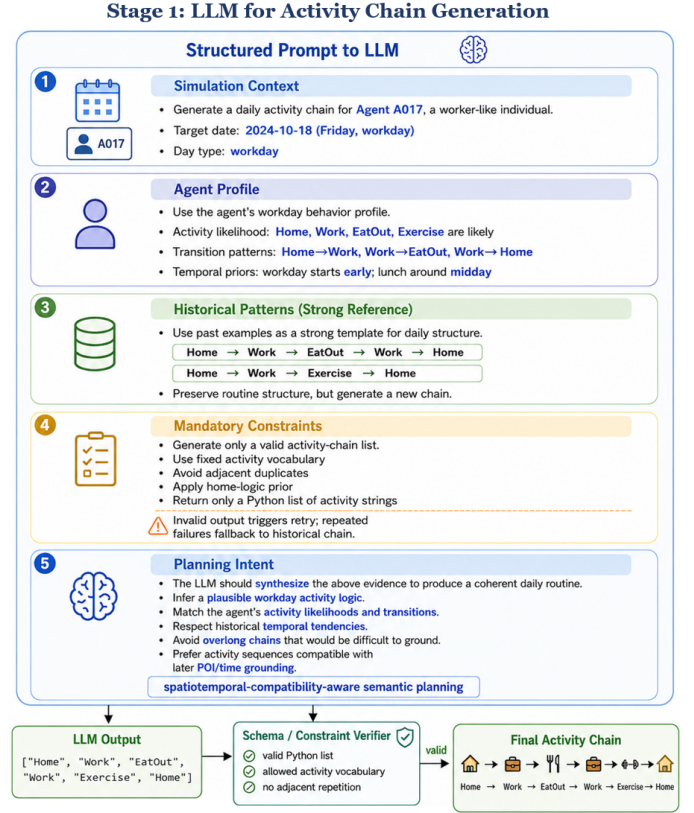 Stage 1: LLM for Activity Chain Generation
Structured Prompt to LLM
1
Simulation Context
A017
• Generate a daily activity chain for Agent A017, a worker-like individual.
• Target date: 2024-10-18 (Friday, workday)
• Day type: workday
2
Agent Profile
• Use the agent's workday behavior profile.
• Activity likelihood: Home, Work, EatOut, Exercise are likely
• Transition patterns: Home→Work, Work→EatOut, Work→ Home
• Temporal priors: workday starts early; lunch around midday
3
Historical Patterns (Strong Reference)
• Use past examples as a strong template for daily structure.
Home → Work → EatOut → Work → Home
Home → Work → Exercise → Home
• Preserve routine structure, but generate a new chain.
4
Mandatory Constraints
• Generate only a valid activity-chain list.
• Use fixed activity vocabulary
• Avoid adjacent duplicates
• Apply home-logic prior
• Return only a Python list of activity strings
Invalid output triggers retry; repeated
failures fallback to historical chain.
5
Planning Intent
• The LLM should synthesize the above evidence to produce a coherent daily routine.
• Infer a plausible workday activity logic.
• Match the agent's activity likelihoods and transitions.
• Respect historical temporal tendencies.
• Avoid overlong chains that would be difficult to ground.
• Prefer activity sequences compatible with
later POI/time grounding.
spatiotemporal-compatibility-aware semantic planning
LLM Output
["Home", "Work", "EatOut",
"Work", "Exercise", "Home"]
Schema / Constraint Verifier
valid Python list
allowed activity vocabulary
no adjacent repetition
valid
Final Activity Chain
Home → Work → EatOut → Work → Exercise → Home